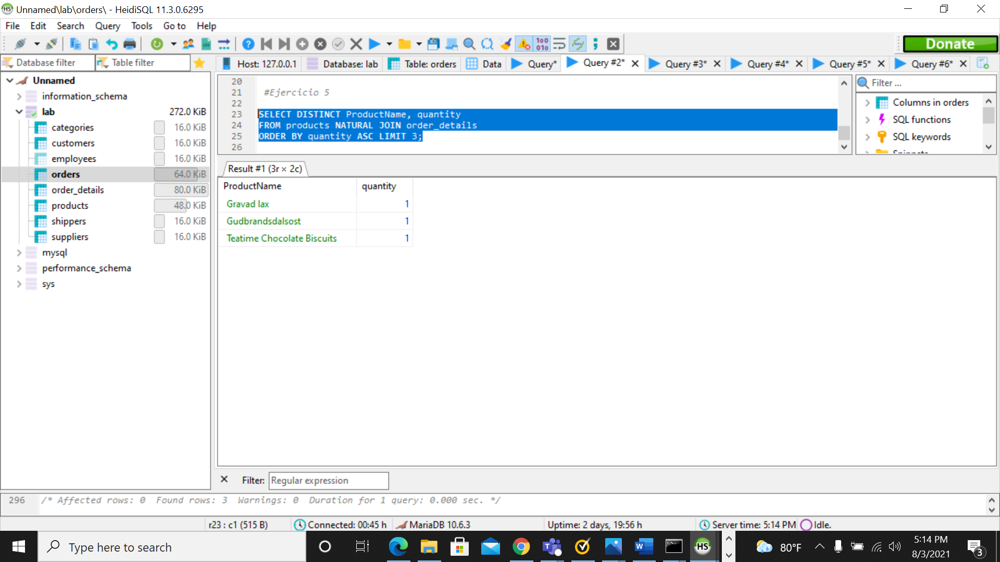 Unnamed\lab\orders\ - HeidiSQL 11.3.0.6295
File Edit Search Query Tools Go to Help
Donate
Database filter Table filter
Host: 127.0.0.1 Database: lab Table: orders Data Query* Query #2* Query #3* Query #4* Query #5* Query #6*
Unnamed
information_schema
lab 272.0 KiB
categories 16.0 KiB
customers 16.0 KiB
employees 16.0 KiB
orders 64.0 KiB
order_details 80.0 KiB
products 48.0 KiB
shippers 16.0 KiB
suppliers 16.0 KiB
mysql
performance_schema
sys
20
21 #Ejercicio 5
22
23 SELECT DISTINCT ProductName, quantity
24 FROM products NATURAL JOIN order_details
25 ORDER BY quantity ASC LIMIT 3;
26
Filter ...
Columns in orders
SQL functions
SQL keywords
Result #1 (3r × 2c)
ProductName quantity
Gravad lax 1
Gudbrandsdalsost 1
Teatime Chocolate Biscuits 1
Filter: Regular expression
296 /* Affected rows: 0 Found rows: 3 Warnings: 0 Duration for 1 query: 0.000 sec. */
r23 : c1 (515 B) Connected: 00:45 h MariaDB 10.6.3 Uptime: 2 days, 19:56 h Server time: 5:14 PM Idle.
Type here to search
80°F
5:14 PM
8/3/2021
3